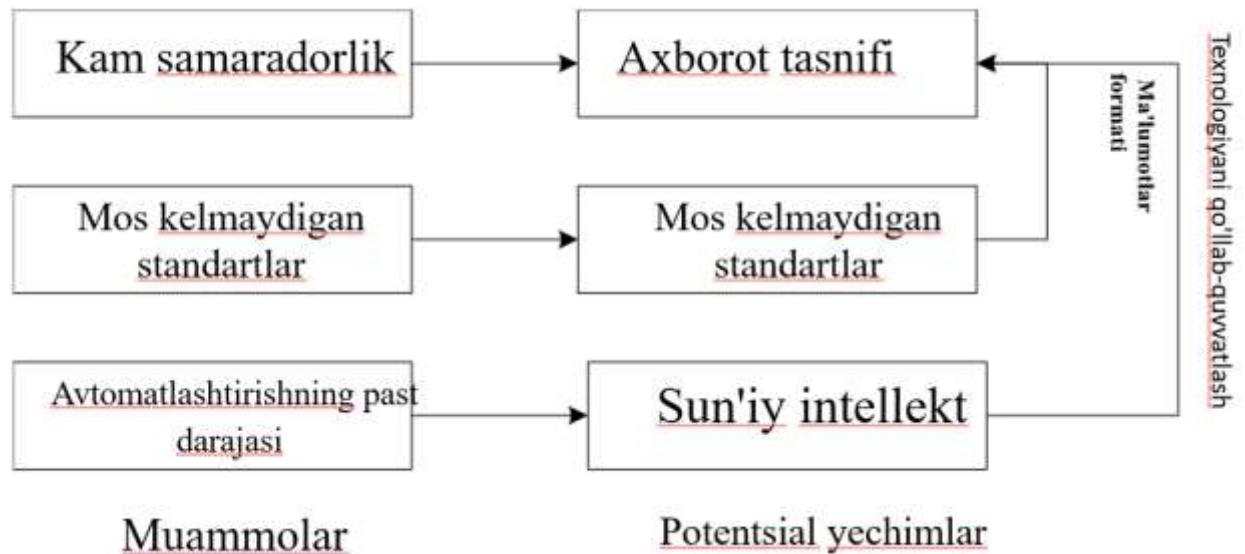 Kam samaradorlik
Axborot tasnifi
Mos kelmaydigan
standartlar
Mos kelmaydigan
standartlar
Avtomatlashtirishning past
darajasi
Sun'iy intellekt
Ma'lumotlar
formati
Texnologiyani qo'llab-quvvatlash
Muammolar
Potentsial yechimlar